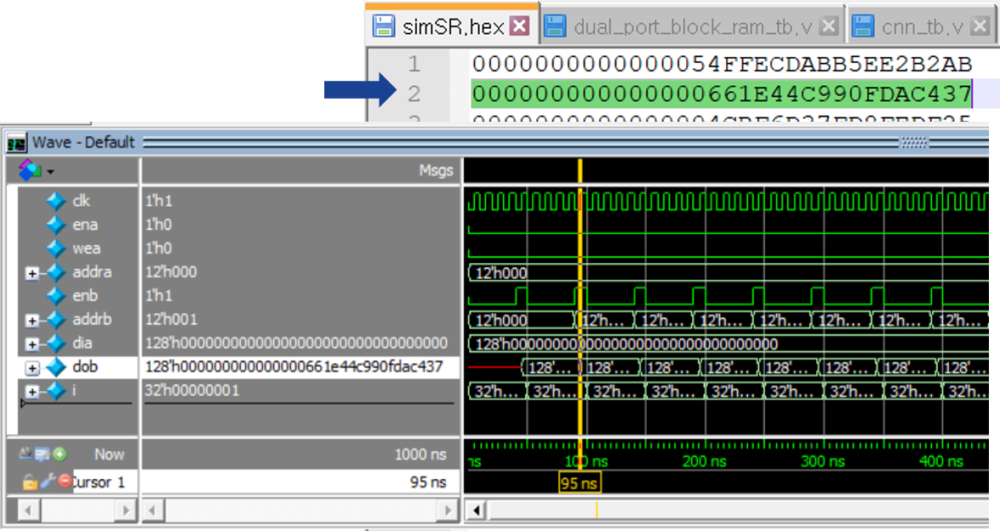 simSR.hex dual_port_block_ram_tb.v cnn_tb.v
1 0000000000000054FFECDABB5EE2B2AB
2 000000000000000661E44C990FDAC437
Wave - Default
Msgs
clk 1'h1
ena 1'h0
wea 1'h0
addra 12'h000 12'h000
enb 1'h1
addrb 12'h001 12'h000 12'h... 12'h... 12'h... 12'h... 12'h... 12'h... 12'h...
dia 128'h00000000000000000000000000000000 128'h00000000000000000000000000000000
dob 128'h000000000000000661e44c990fdac437 128'... 128'... 128'... 128'... 128'... 128'... 128'... 128'...
i 32'h00000001 32'h... 32'h... 32'h... 32'h... 32'h... 32'h... 32'h... 32'h... 32'h...
Now 1000 ns ns 100 ns 200 ns 300 ns 400 ns
Cursor 1 95 ns 95 ns